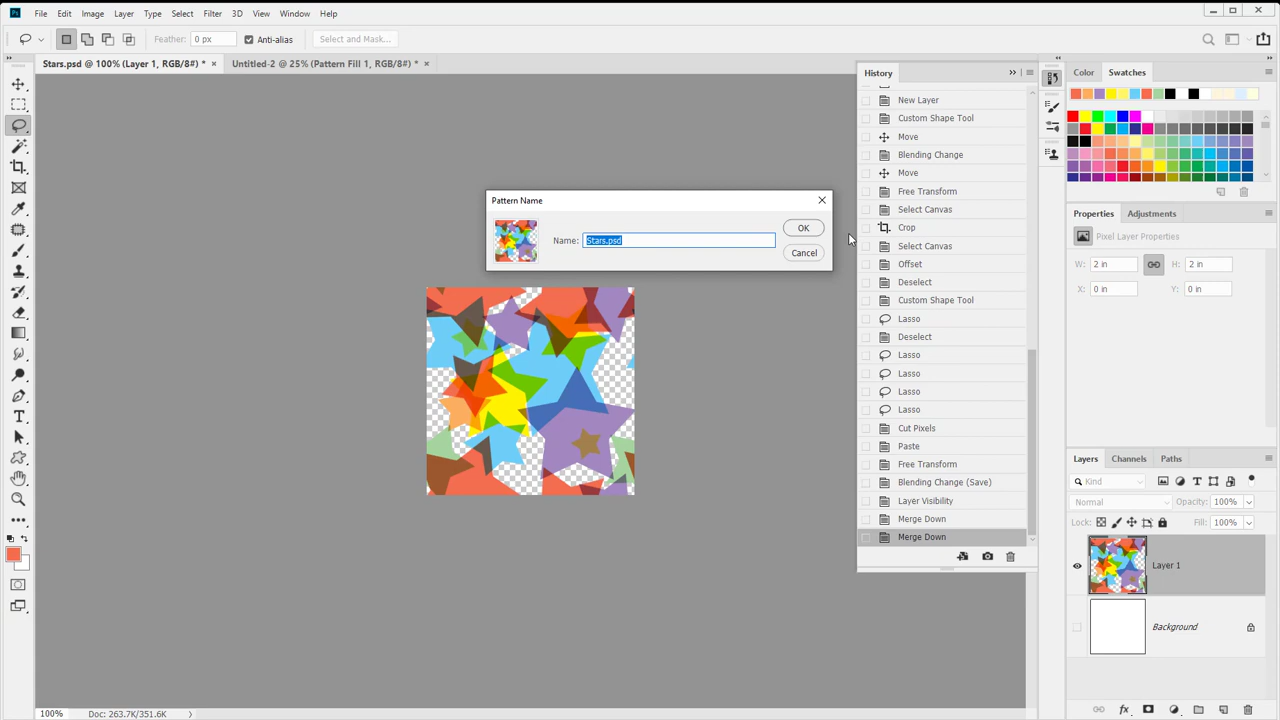 Ps File Edit Image Layer Type Select Filter 3D View Window Help
Feather: 0 px Anti-alias Select and Mask...
Stars.psd @ 100% (Layer 1, RGB/8#) * × Untitled-2 @ 25% (Pattern Fill 1, RGB/8#) * ×
History
New Layer
Custom Shape Tool
Move
Blending Change
Move
Free Transform
Select Canvas
Crop
Select Canvas
Offset
Deselect
Custom Shape Tool
Lasso
Deselect
Lasso
Lasso
Lasso
Lasso
Cut Pixels
Paste
Free Transform
Blending Change (Save)
Layer Visibility
Merge Down
Merge Down
Pattern Name
Name: Stars.psd
OK
Cancel
Color Swatches
Properties Adjustments
Pixel Layer Properties
W: 2 in H: 2 in
X: 0 in Y: 0 in
Layers Channels Paths
Kind
Normal Opacity: 100%
Lock: Fill: 100%
Layer 1
Background
fx
100% Doc: 263.7K/351.6K